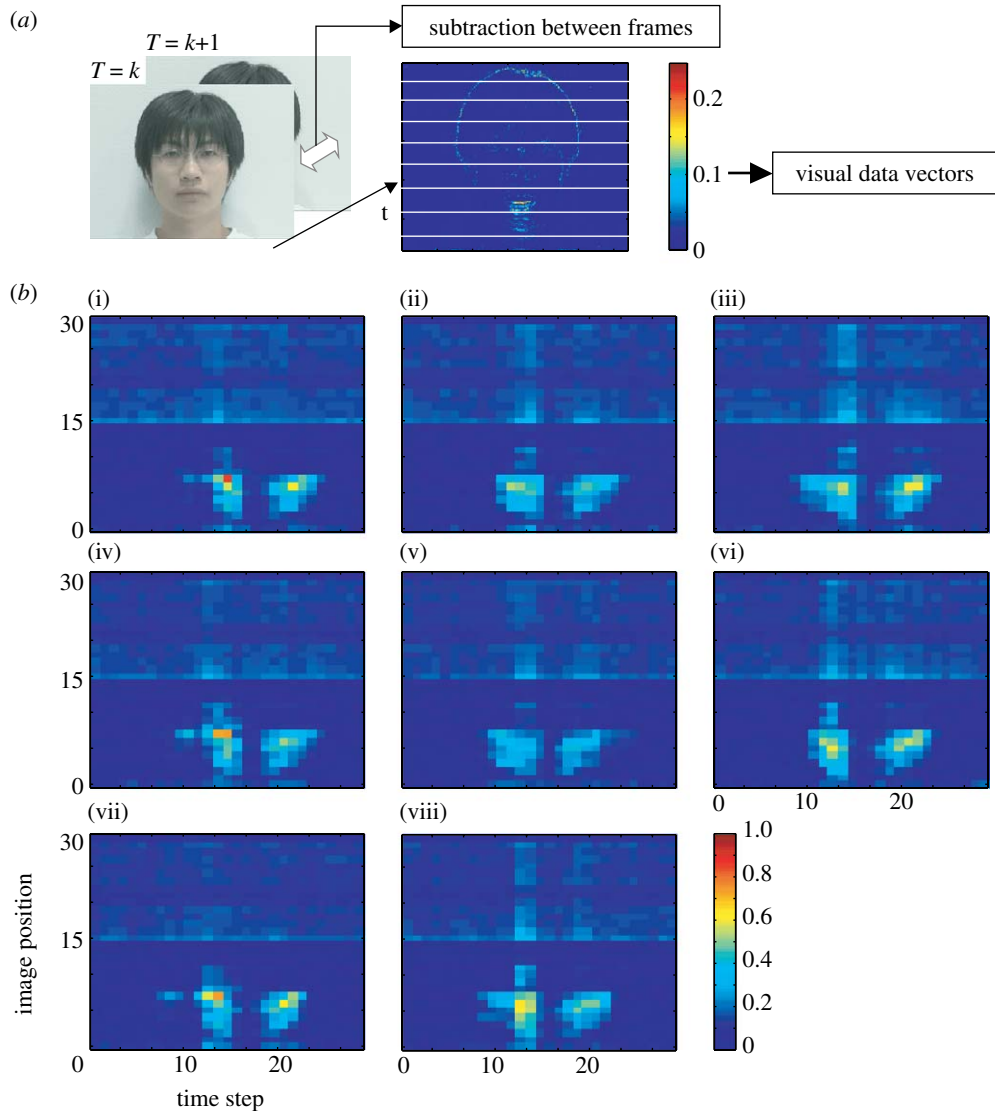 (a)
subtraction between frames
T = k+1
T = k
t
0.2
0.1
0
visual data vectors
(b)
(i)
(ii)
(iii)
30
15
0
(iv)
(v)
(vi)
30
15
0
0
10
20
(vii)
(viii)
30
15
0
10
20
0
10
20
1.0
0.8
0.6
0.4
0.2
0
image position
time step